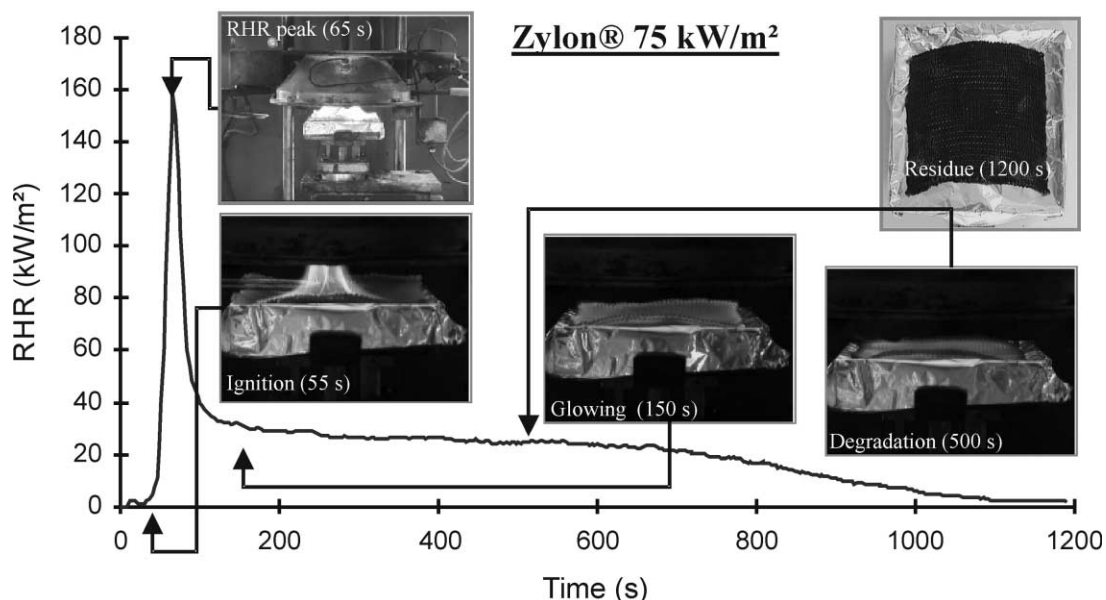 Zylon® 75 kW/m²
RHR peak (65 s)
Ignition (55 s)
Glowing (150 s)
Degradation (500 s)
Residue (1200 s)
RHR (kW/m²)
180
160
140
120
100
80
60
40
20
0
0
200
400
600
800
1000
1200
Time (s)